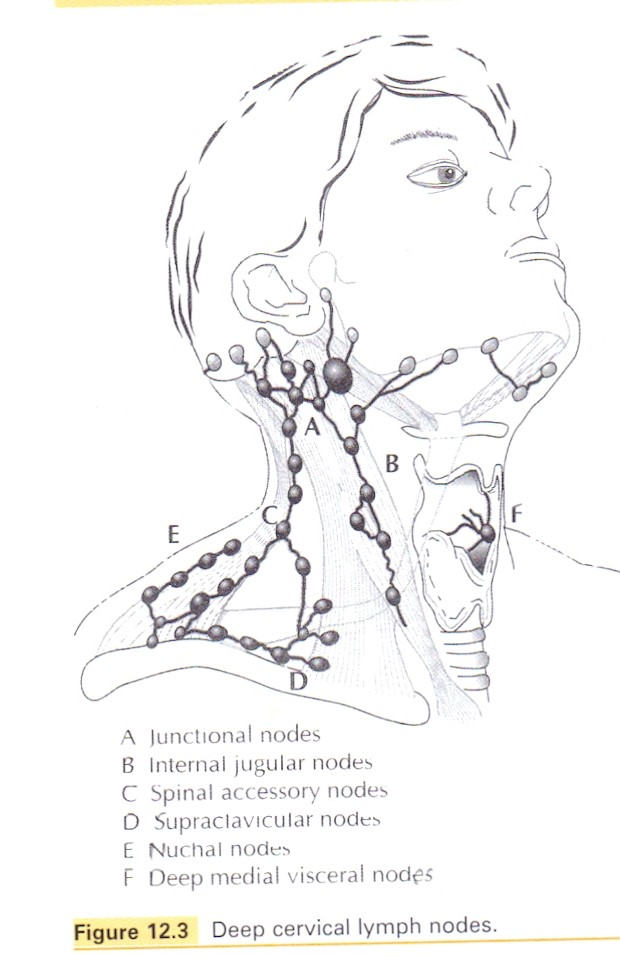 A
B
C
F
E
D
A Junctional nodes
B Internal jugular nodes
C Spinal accessory nodes
D Supraclavicular nodes
E Nuchal nodes
F Deep medial visceral nodes
Figure 12.3 Deep cervical lymph nodes.